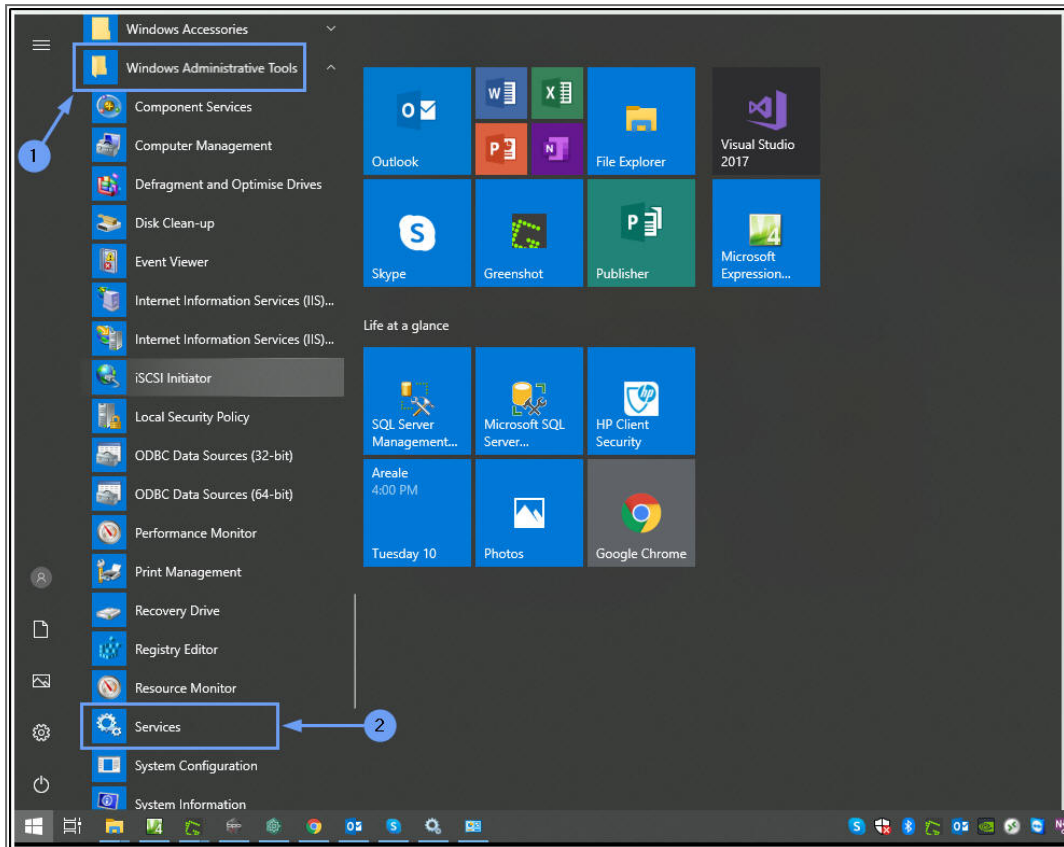 Windows Accessories
Windows Administrative Tools
1
Component Services
Computer Management
Defragment and Optimise Drives
Disk Clean-up
Event Viewer
Internet Information Services (IIS)...
Internet Information Services (IIS)...
iSCSI Initiator
Local Security Policy
ODBC Data Sources (32-bit)
ODBC Data Sources (64-bit)
Performance Monitor
Print Management
Recovery Drive
Registry Editor
Resource Monitor
Services
2
System Configuration
System Information
Outlook
File Explorer
Visual Studio
2017
Skype
Greenshot
Publisher
Microsoft
Expression...
Life at a glance
SQL Server
Management...
Microsoft SQL
Server...
HP Client
Security
Areale
4:00 PM
Tuesday 10
Photos
Google Chrome